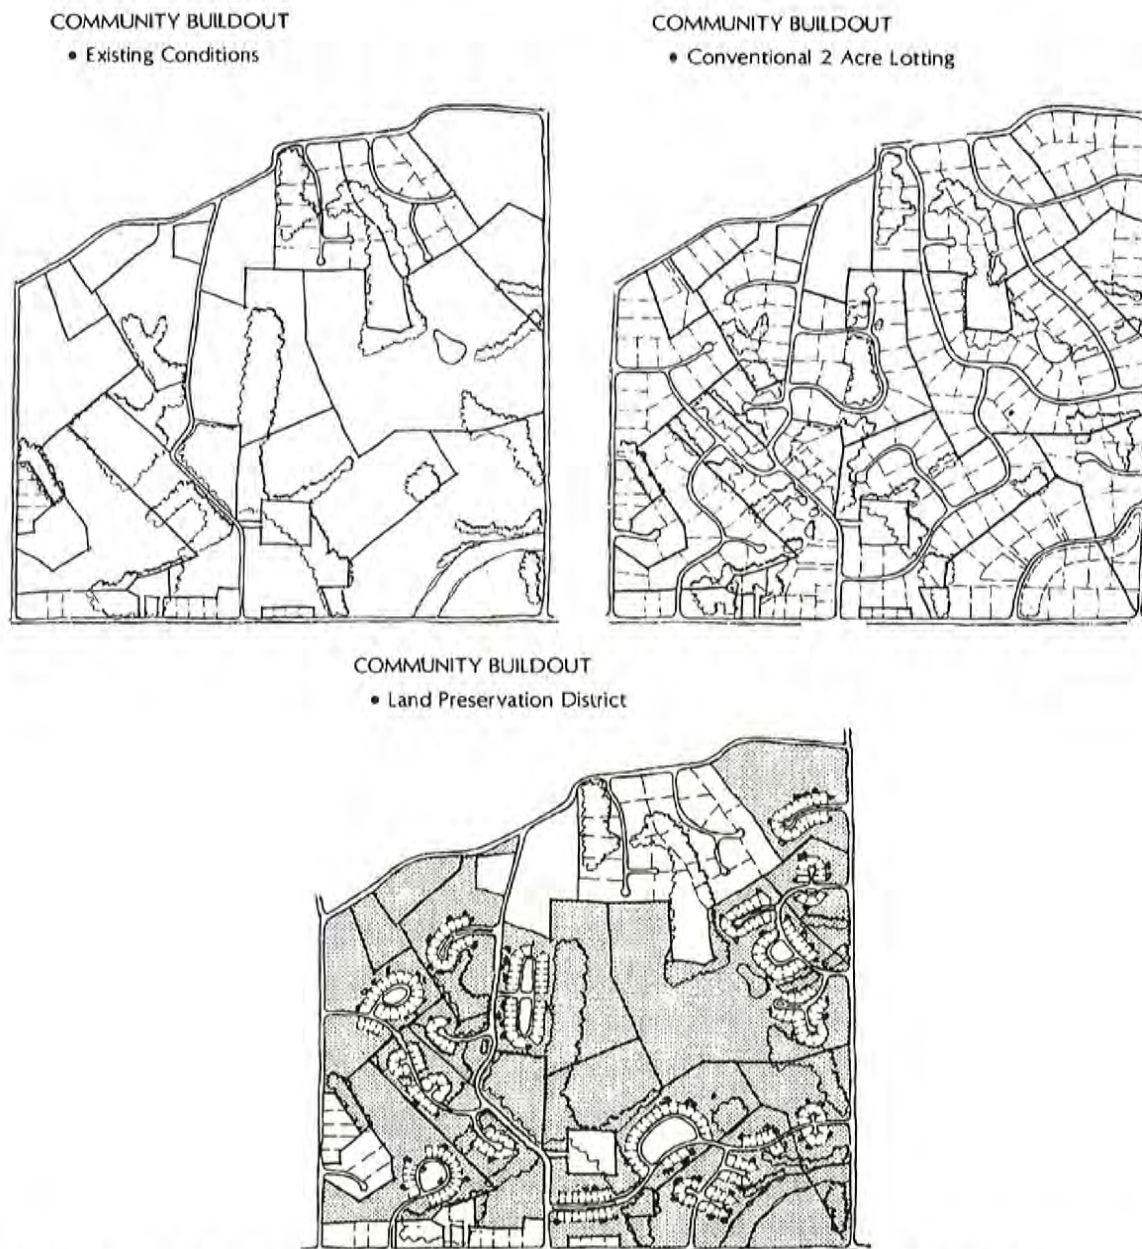 COMMUNITY BUILDOUT
• Existing Conditions
COMMUNITY BUILDOUT
• Conventional 2 Acre Lotting
COMMUNITY BUILDOUT
• Land Preservation District